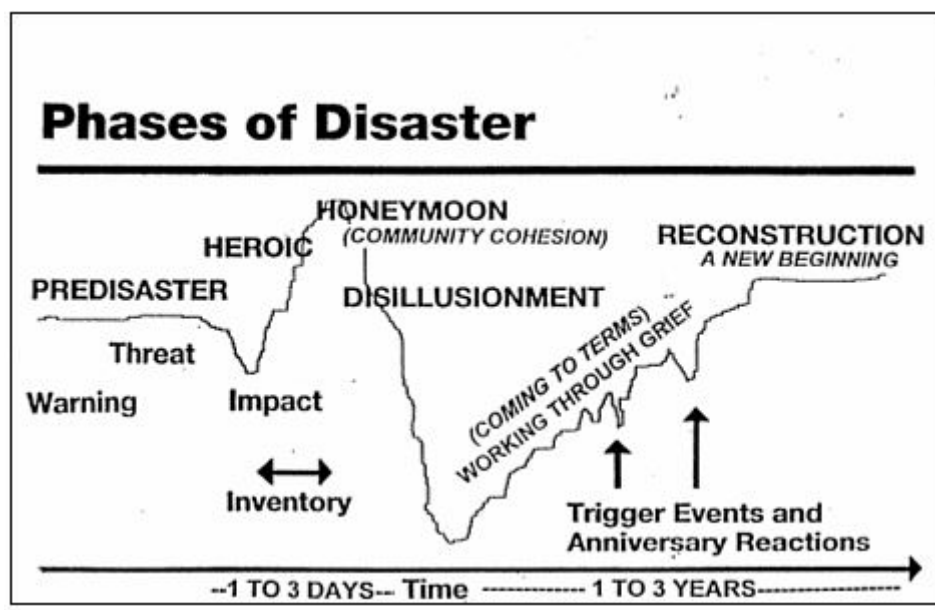 Phases of Disaster
HONEYMOON
(COMMUNITY COHESION)
HEROIC
RECONSTRUCTION
A NEW BEGINNING
PREDISASTER
DISILLUSIONMENT
Threat
Warning
Impact
(COMING TO TERMS)
WORKING THROUGH GRIEF
Inventory
Trigger Events and
Anniversary Reactions
--1 TO 3 DAYS--- Time ----------- 1 TO 3 YEARS------------------